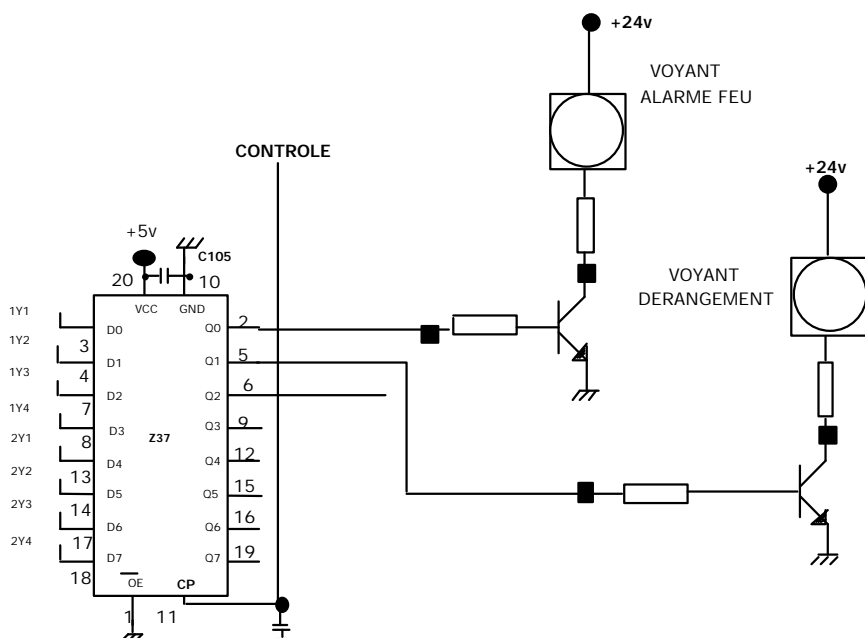 +24v
VOYANT
ALARME FEU
CONTROLE
+24v
+5v
C105
20
10
VOYANT
DERANGEMENT
VCC
GND
1Y1
D0
Q0
2
1Y2
3
D1
Q1
5
1Y3
4
D2
Q2
6
1Y4
7
D3
Z37
Q3
9
2Y1
8
D4
Q4
12
2Y2
13
D5
Q5
15
2Y3
14
D6
Q6
16
2Y4
17
D7
Q7
19
18
OE
CP
1
11